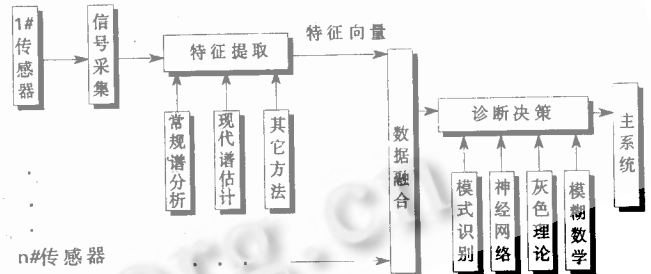 1#传感器
信号采集
特征提取
特征向量
常规谱分析
现代谱估计
其它方法
数据融合
诊断决策
主系统
模式识别
神经网络
灰色理论
模糊数学
n#传感器